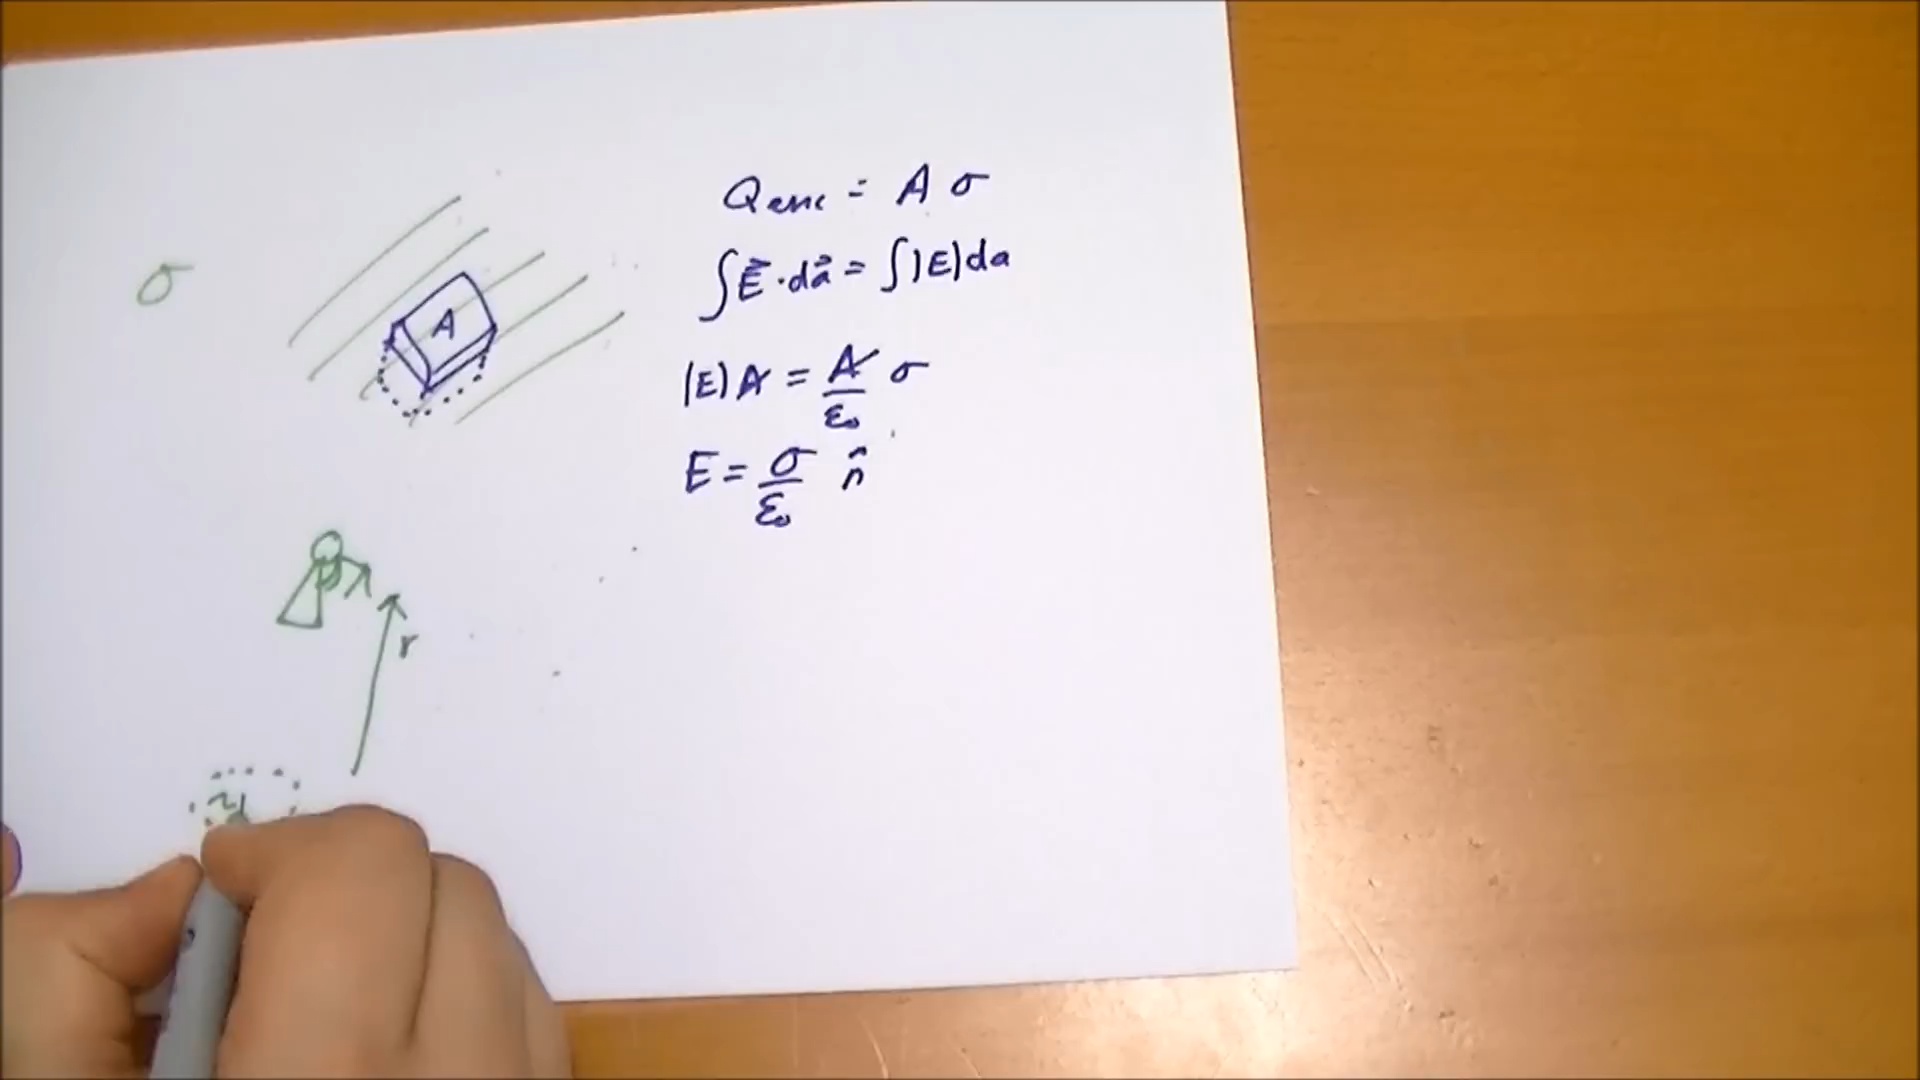 Qenc = A σ
σ
∫E⃗·da⃗ = ∫|E|da
A
|E|A = A/ε₀ σ
E = σ/ε₀ n̂
r